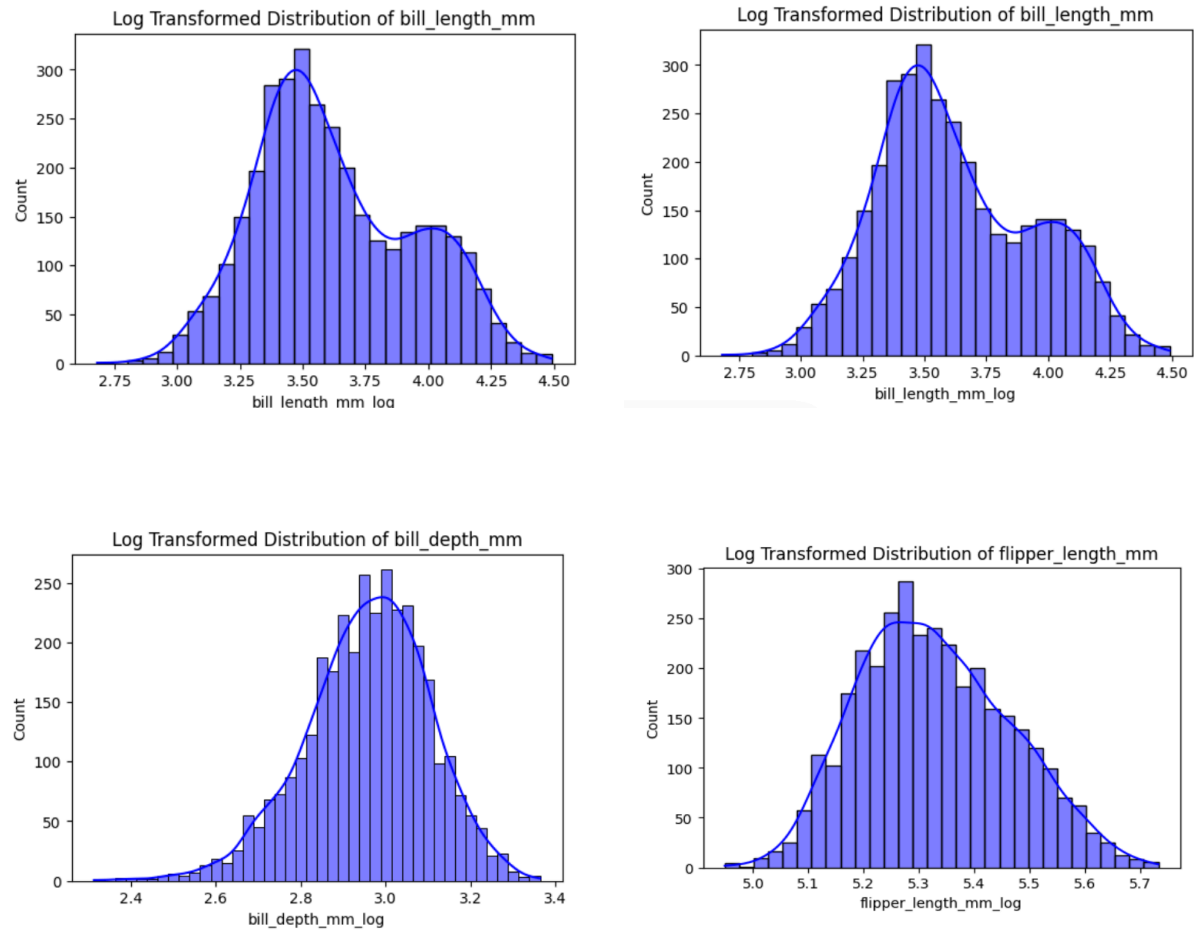 Log Transformed Distribution of bill_length_mm
300
250
200
150
100
50
0
Count
2.75 3.00 3.25 3.50 3.75 4.00 4.25 4.50
bill_length_mm_log
Log Transformed Distribution of bill_length_mm
300
250
200
150
100
50
0
Count
2.75 3.00 3.25 3.50 3.75 4.00 4.25 4.50
bill_length_mm_log
Log Transformed Distribution of bill_depth_mm
250
200
150
100
50
0
Count
2.4 2.6 2.8 3.0 3.2 3.4
bill_depth_mm_log
Log Transformed Distribution of flipper_length_mm
300
250
200
150
100
50
0
Count
5.0 5.1 5.2 5.3 5.4 5.5 5.6 5.7
flipper_length_mm_log